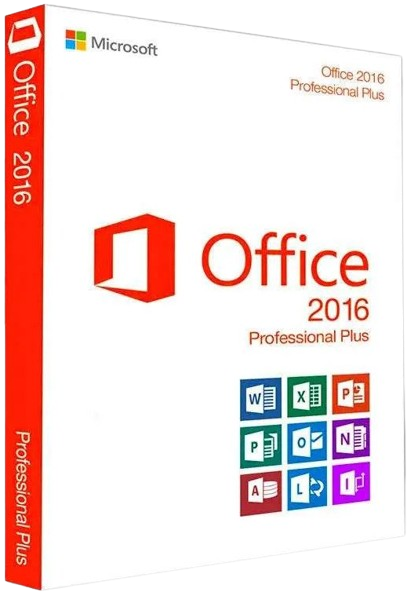 Microsoft
Office 2016
Professional Plus
Office 2016
Professional Plus
Office
2016
Professional Plus
W X P
P O N
A L I